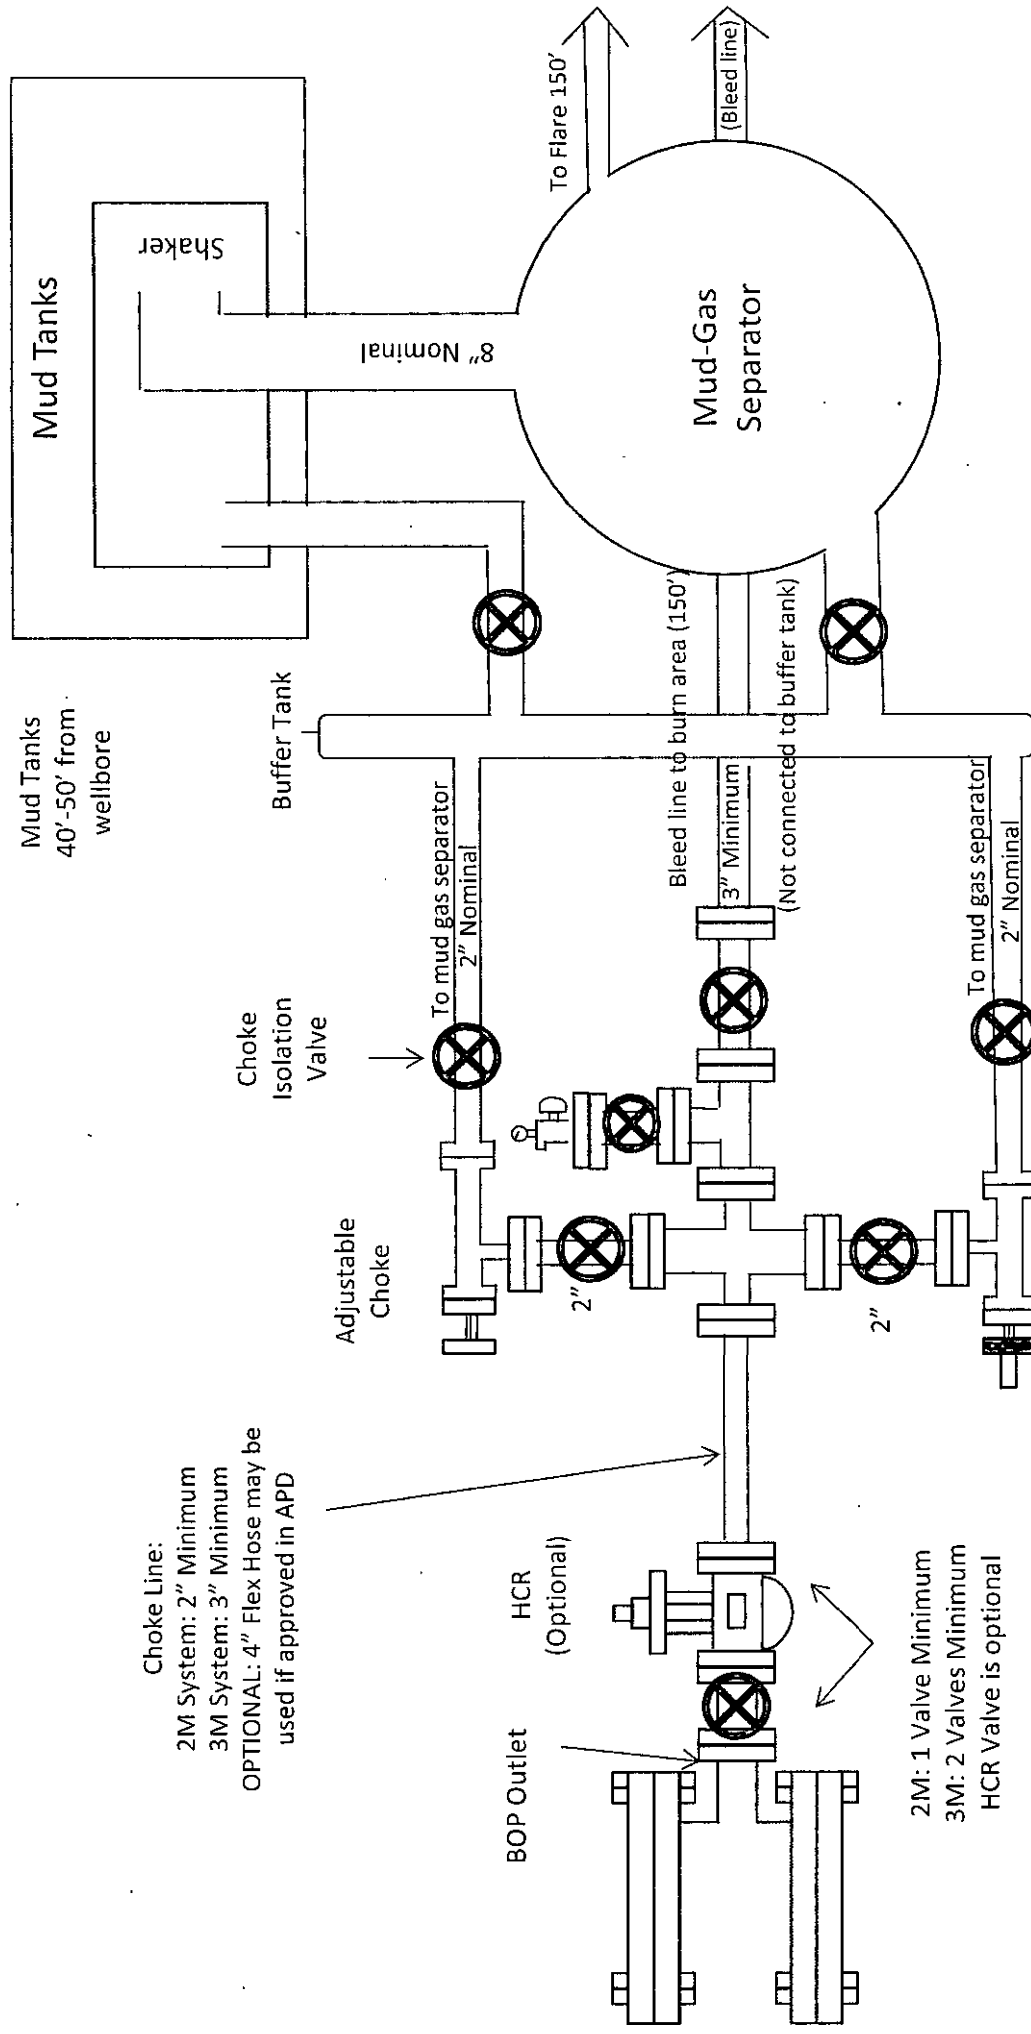 Mud Tanks
40'-50' from
wellbore
Mud Tanks
Shaker
8" Nominal
Buffer Tank
To Flare 150'
(Bleed line)
Mud-Gas
Separator
Choke
Isolation
Valve
To mud gas separator
2" Nominal
Bleed line to burn area (150')
3" Minimum
(Not connected to buffer tank)
To mud gas separator
2" Nominal
Adjustable
Choke
2"
2"
Choke Line:
2M System: 2" Minimum
3M System: 3" Minimum
OPTIONAL: 4" Flex Hose may be
used if approved in APD
HCR
(Optional)
BOP Outlet
2M: 1 Valve Minimum
3M: 2 Valves Minimum
HCR Valve is optional